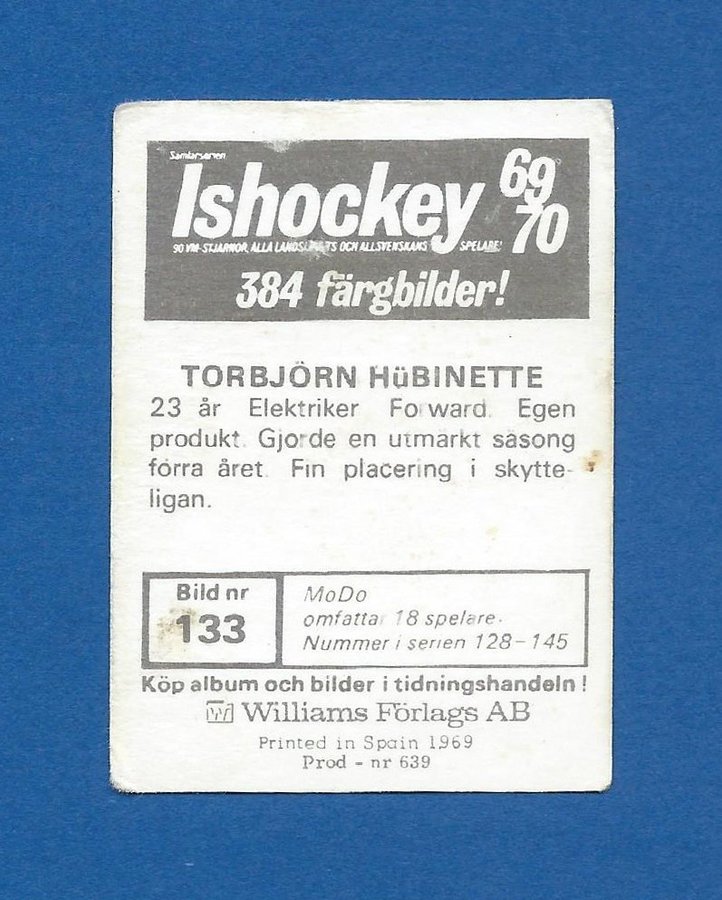 Samlarserien
Ishockey 69
70
90 VM-STJÄRNOR, ALLA LANDSLAGETS OCH ALLSVENSKANS SPELARE!
384 färgbilder!
TORBJÖRN HüBINETTE
23 år Elektriker Forward. Egen
produkt. Gjorde en utmärkt säsong
förra året. Fin placering i skytte-
ligan.
Bild nr
133
MoDo
omfattar 18 spelare.
Nummer i serien 128-145
Köp album och bilder i tidningshandeln!
W Williams Förlags AB
Printed in Spain 1969
Prod - nr 639